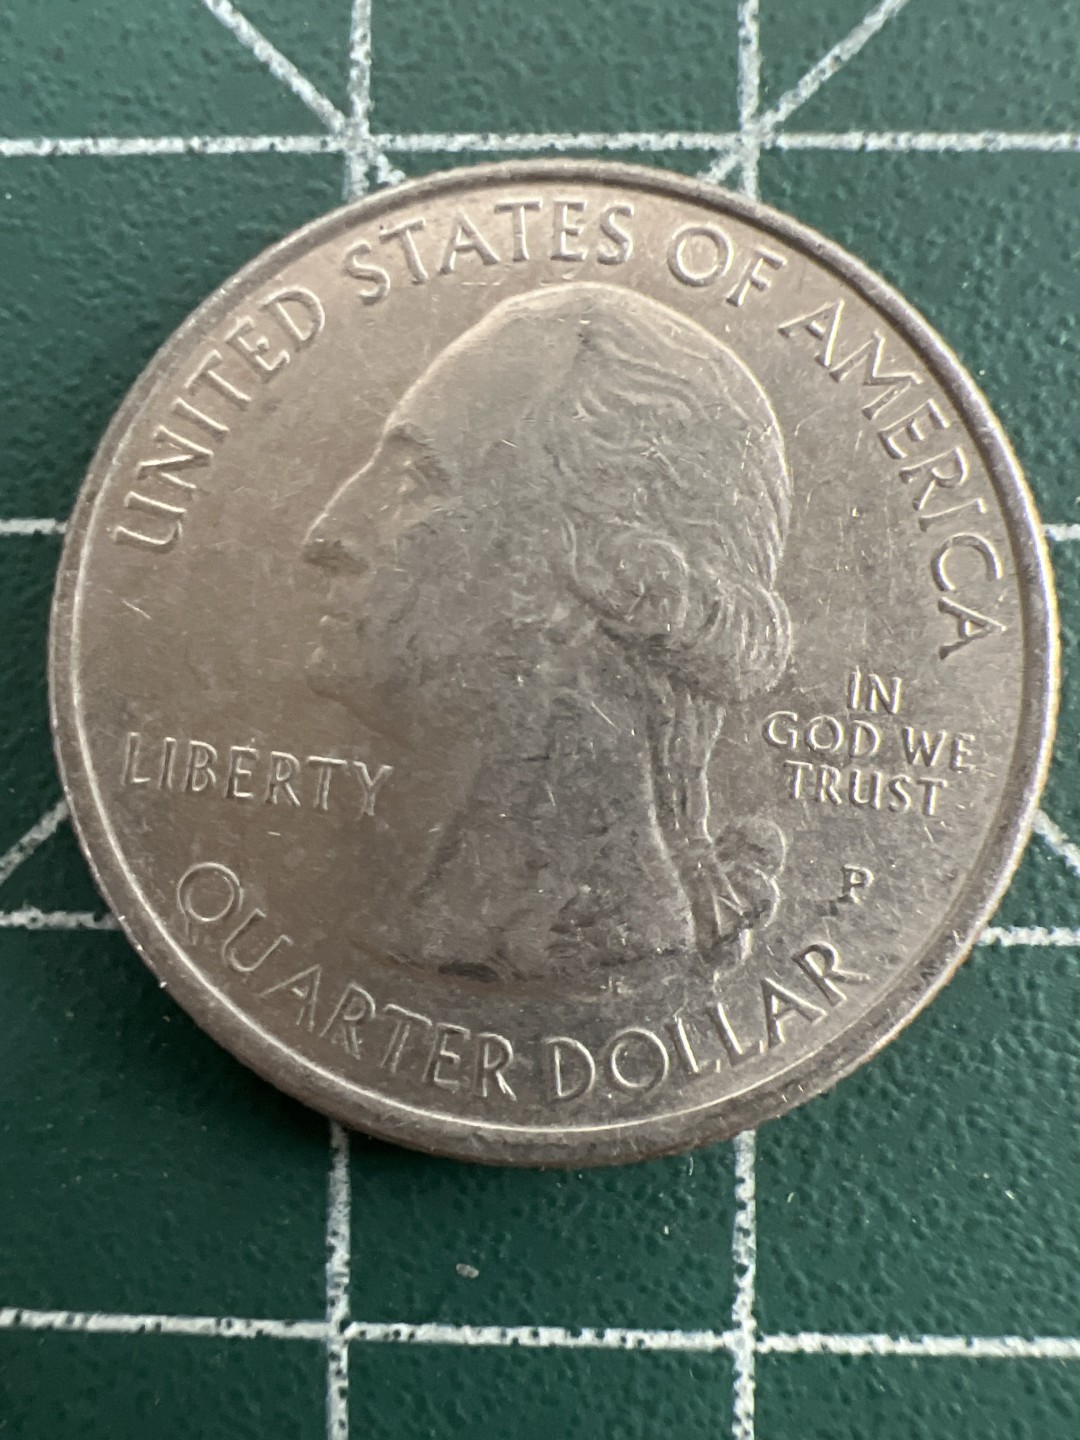 UNITED STATES OF AMERICA
LIBERTY
IN
GOD WE
TRUST
P
QUARTER DOLLAR